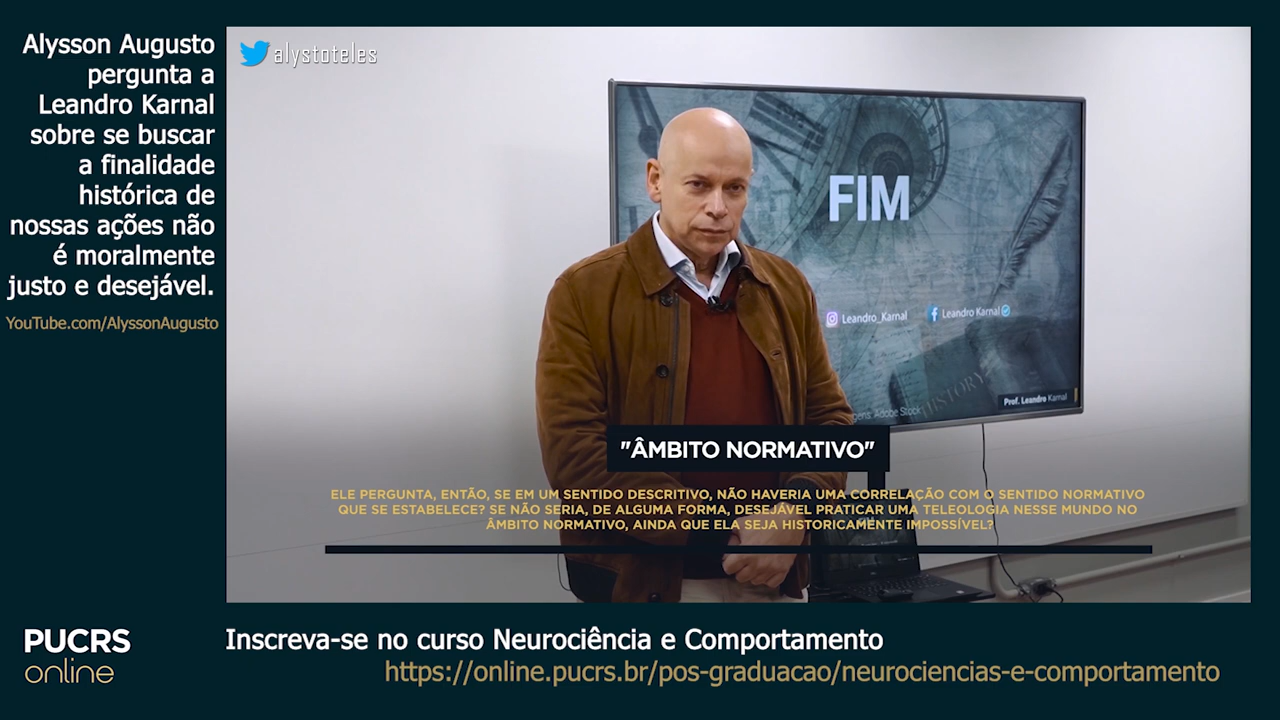 Alysson Augusto
pergunta a
Leandro Karnal
sobre se buscar
a finalidade
histórica de
nossas ações não
é moralmente
justo e desejável.
YouTube.com/AlyssonAugusto
alystoteles
FIM
Leandro_Karnal
Leandro Karnal
HISTORY
Adobe Stock
Prof. Leandro Karnal
"ÂMBITO NORMATIVO"
ELE PERGUNTA, ENTÃO, SE EM UM SENTIDO DESCRITIVO, NÃO HAVERIA UMA CORRELAÇÃO COM O SENTIDO NORMATIVO
QUE SE ESTABELECE? SE NÃO SERIA, DE ALGUMA FORMA, DESEJÁVEL PRATICAR UMA TELEOLOGIA NESSE MUNDO NO
ÂMBITO NORMATIVO, AINDA QUE ELA SEJA HISTORICAMENTE IMPOSSÍVEL?
PUCRS
online
Inscreva-se no curso Neurociência e Comportamento
https://online.pucrs.br/pos-graduacao/neurociencias-e-comportamento